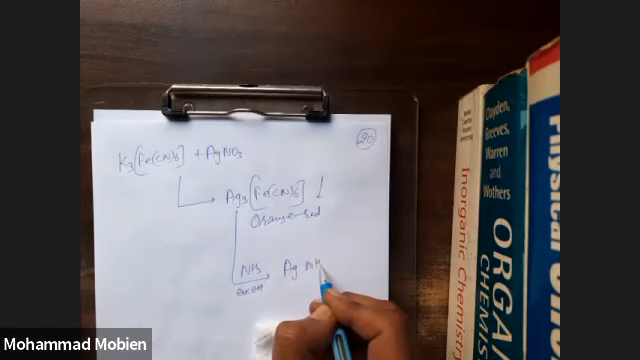 20
K3[Fe(CN)6] + AgNO3
Ag3[Fe(CN)6] ↓
Orange-red
NH3
Ag NH
Inorganic Chemistry
Clayden,
Greeves,
Warren
and
Wothers
ORGA
CHEMIS
Physical
Mohammad Mobien